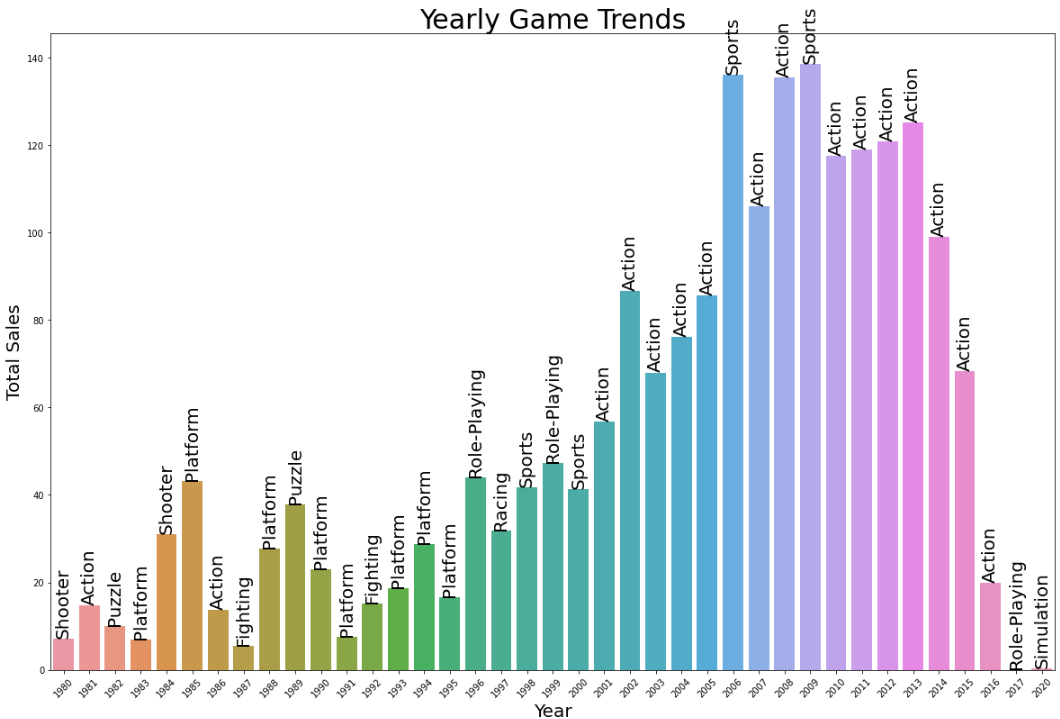 Yearly Game Trends
Total Sales
140
120
100
80
60
40
20
0
Shooter
Action
Puzzle
Platform
Shooter
Platform
Action
Fighting
Platform
Puzzle
Platform
Platform
Fighting
Platform
Platform
Platform
Role-Playing
Racing
Sports
Role-Playing
Sports
Action
Action
Action
Action
Action
Sports
Action
Action
Sports
Action
Action
Action
Action
Action
Action
Action
Role-Playing
Simulation
1980 1981 1982 1983 1984 1985 1986 1987 1988 1989 1990 1991 1992 1993 1994 1995 1996 1997 1998 1999 2000 2001 2002 2003 2004 2005 2006 2007 2008 2009 2010 2011 2012 2013 2014 2015 2016 2017 2020
Year